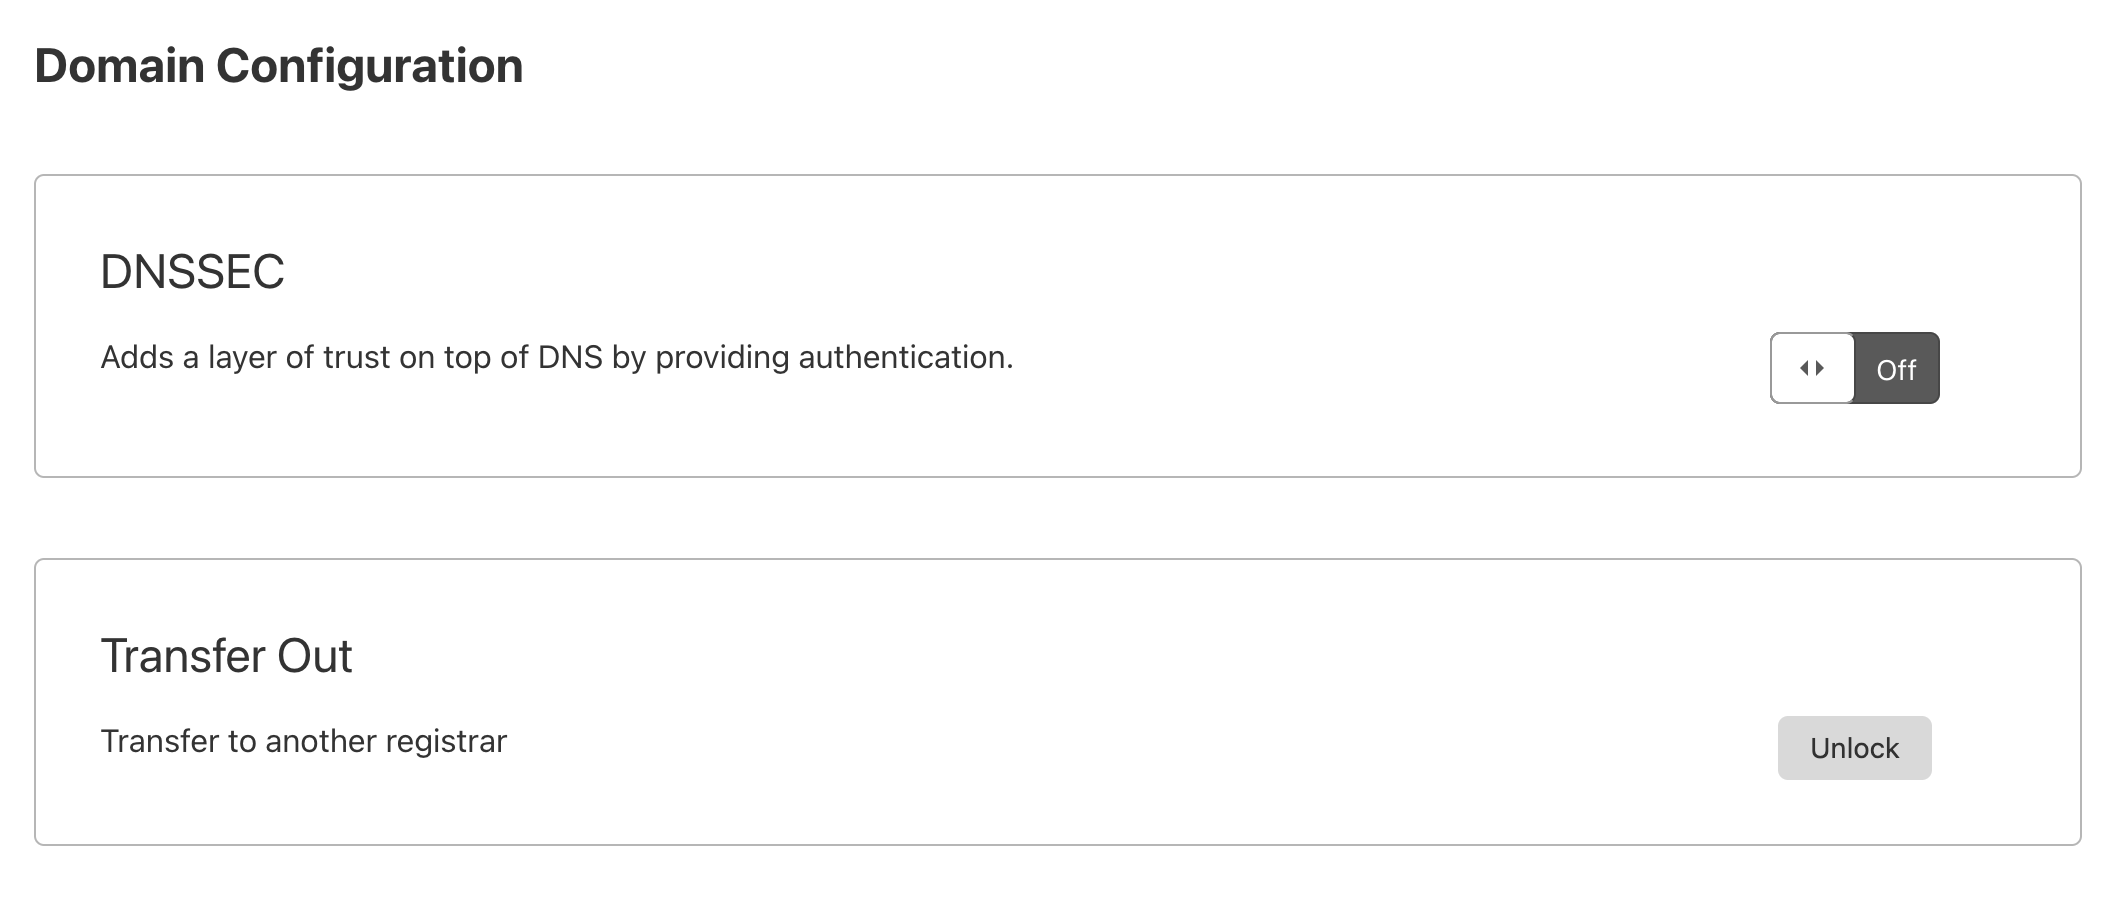 Domain Configuration
DNSSEC
Adds a layer of trust on top of DNS by providing authentication.
Off
Transfer Out
Transfer to another registrar
Unlock